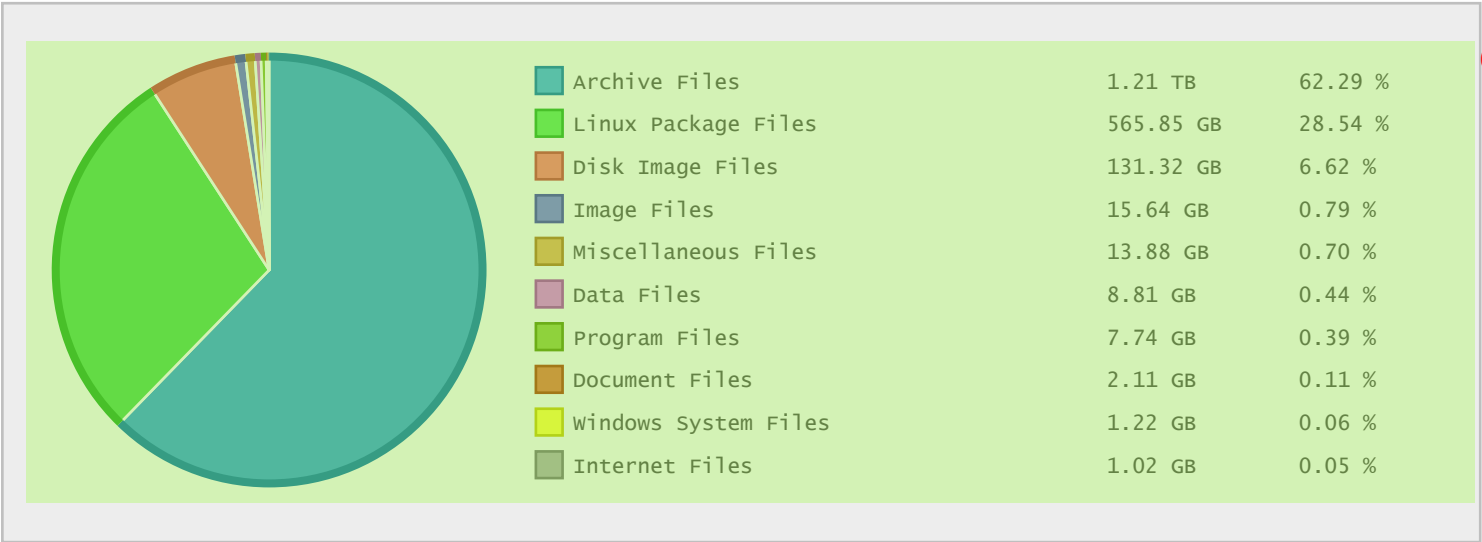 Archive Files 1.21 TB 62.29 %
Linux Package Files 565.85 GB 28.54 %
Disk Image Files 131.32 GB 6.62 %
Image Files 15.64 GB 0.79 %
Miscellaneous Files 13.88 GB 0.70 %
Data Files 8.81 GB 0.44 %
Program Files 7.74 GB 0.39 %
Document Files 2.11 GB 0.11 %
Windows System Files 1.22 GB 0.06 %
Internet Files 1.02 GB 0.05 %